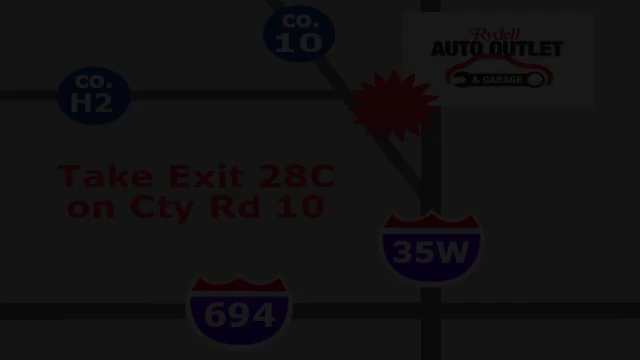 CO.
10
Rydell
AUTO OUTLET
& GARAGE
CO.
H2
Take Exit 28C
on Cty Rd 10
35W
694